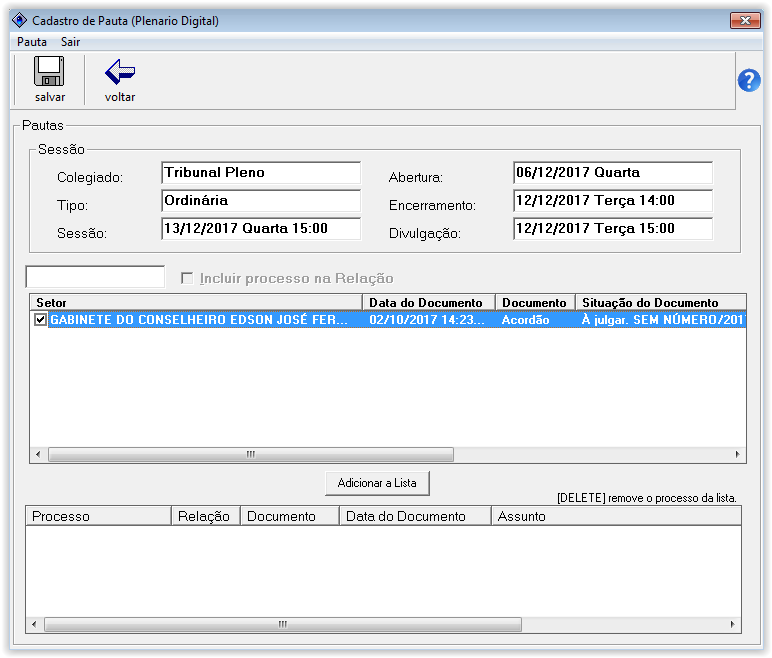 Cadastro de Pauta (Plenario Digital)
Pauta Sair
salvar voltar
Pautas
Sessão
Colegiado: Tribunal Pleno Abertura: 06/12/2017 Quarta
Tipo: Ordinária Encerramento: 12/12/2017 Terça 14:00
Sessão: 13/12/2017 Quarta 15:00 Divulgação: 12/12/2017 Terça 15:00
Incluir processo na Relação
Setor Data do Documento Documento Situação do Documento
GABINETE DO CONSELHEIRO EDSON JOSÉ FER... 02/10/2017 14:23... Acordão À julgar. SEM NÚMERO/201
Adicionar a Lista
[DELETE] remove o processo da lista.
Processo Relação Documento Data do Documento Assunto